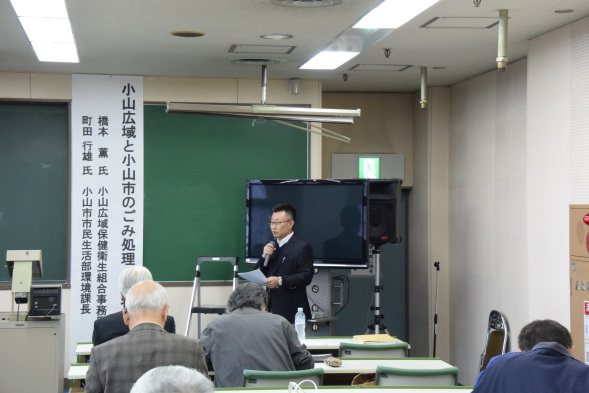 小山広域と小山市のごみ処理
橋本 薫 氏 小山広域保健衛生組合事務
町田 行雄 氏 小山市市民生活部環境課長